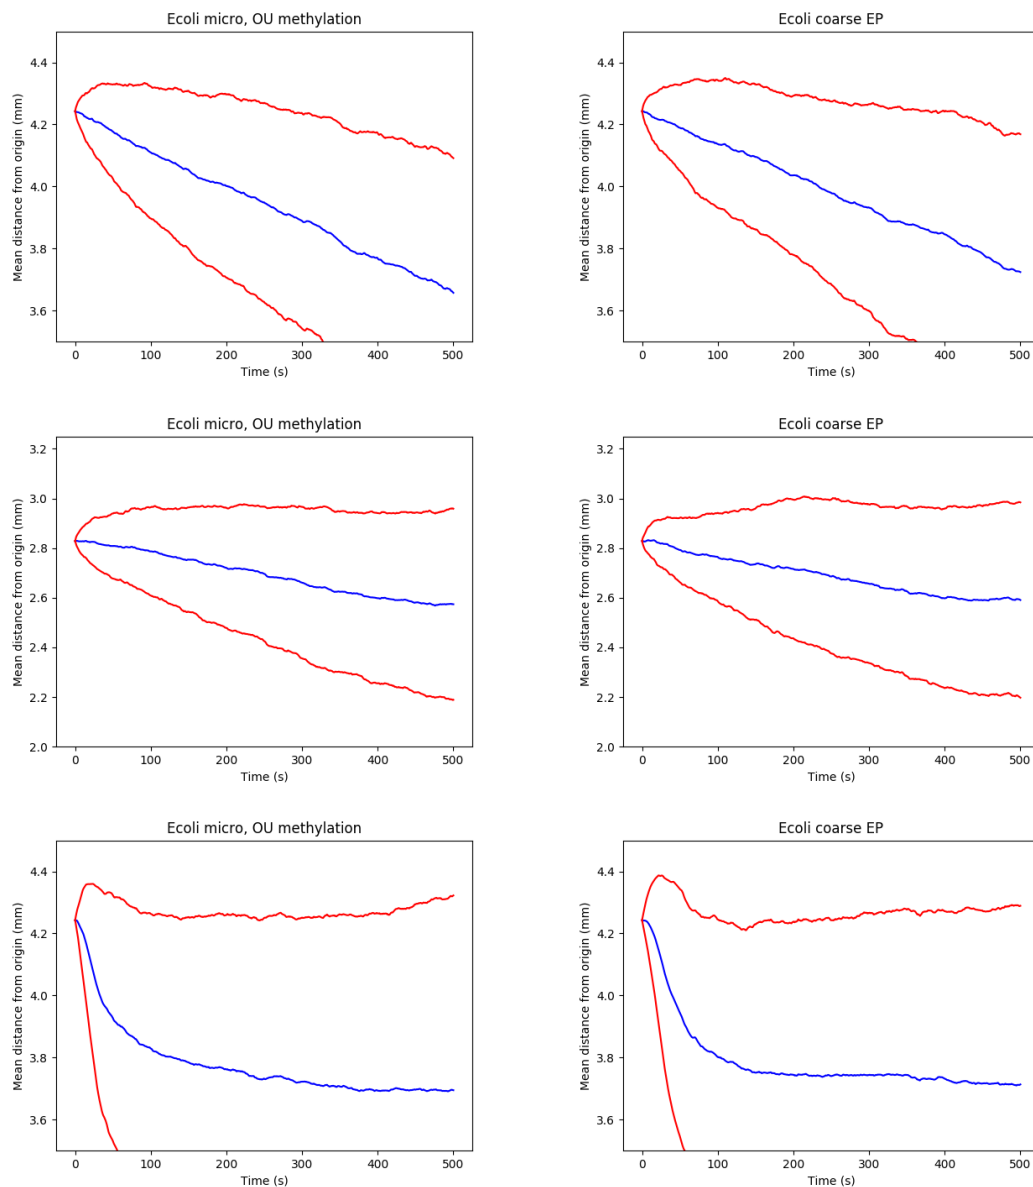 Ecoli micro, OU methylation
Mean distance from origin (mm)
4.4
4.2
4.0
3.8
3.6
0 100 200 300 400 500
Time (s)
Ecoli coarse EP
Mean distance from origin (mm)
4.4
4.2
4.0
3.8
3.6
0 100 200 300 400 500
Time (s)
Ecoli micro, OU methylation
Mean distance from origin (mm)
3.2
3.0
2.8
2.6
2.4
2.2
2.0
0 100 200 300 400 500
Time (s)
Ecoli coarse EP
Mean distance from origin (mm)
3.2
3.0
2.8
2.6
2.4
2.2
2.0
0 100 200 300 400 500
Time (s)
Ecoli micro, OU methylation
Mean distance from origin (mm)
4.4
4.2
4.0
3.8
3.6
0 100 200 300 400 500
Time (s)
Ecoli coarse EP
Mean distance from origin (mm)
4.4
4.2
4.0
3.8
3.6
0 100 200 300 400 500
Time (s)